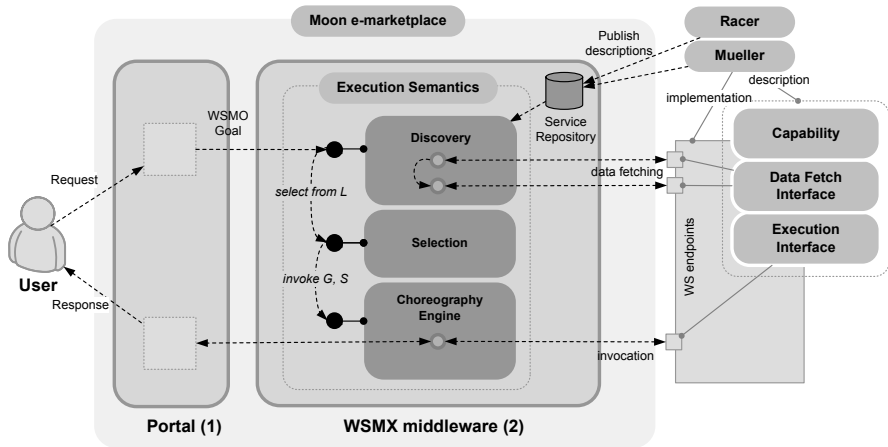 Moon e-marketplace
Racer
Mueller
Publish
descriptions
description
implementation
Execution Semantics
Service
Repository
WSMO
Goal
Discovery
Capability
Request
data fetching
Data Fetch
Interface
select from L
Selection
Execution
Interface
WS endpoints
User
invoke G, S
Response
Choreography
Engine
invocation
Portal (1)
WSMX middleware (2)